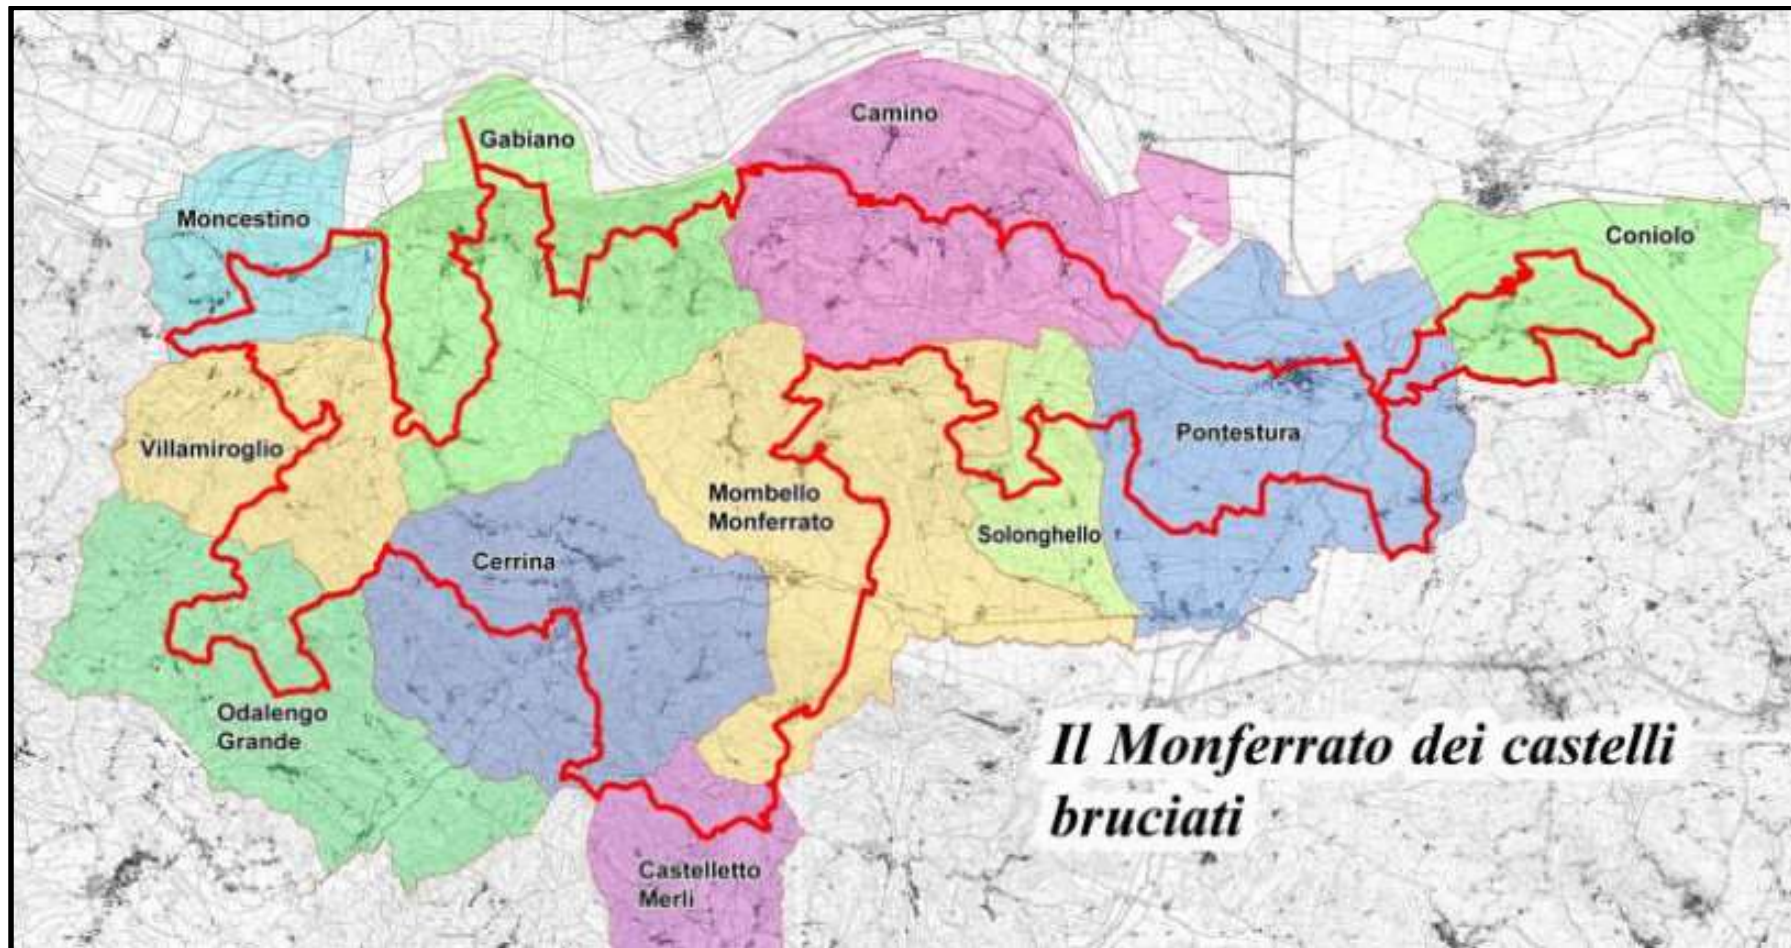 Camino
Gabiano
Moncestino
Coniolo
Pontestura
Villamiroglio
Mombello
Monferrato
Solonghello
Cerrina
Odalengo
Grande
Il Monferrato dei castelli
bruciati
Castelletto
Merli